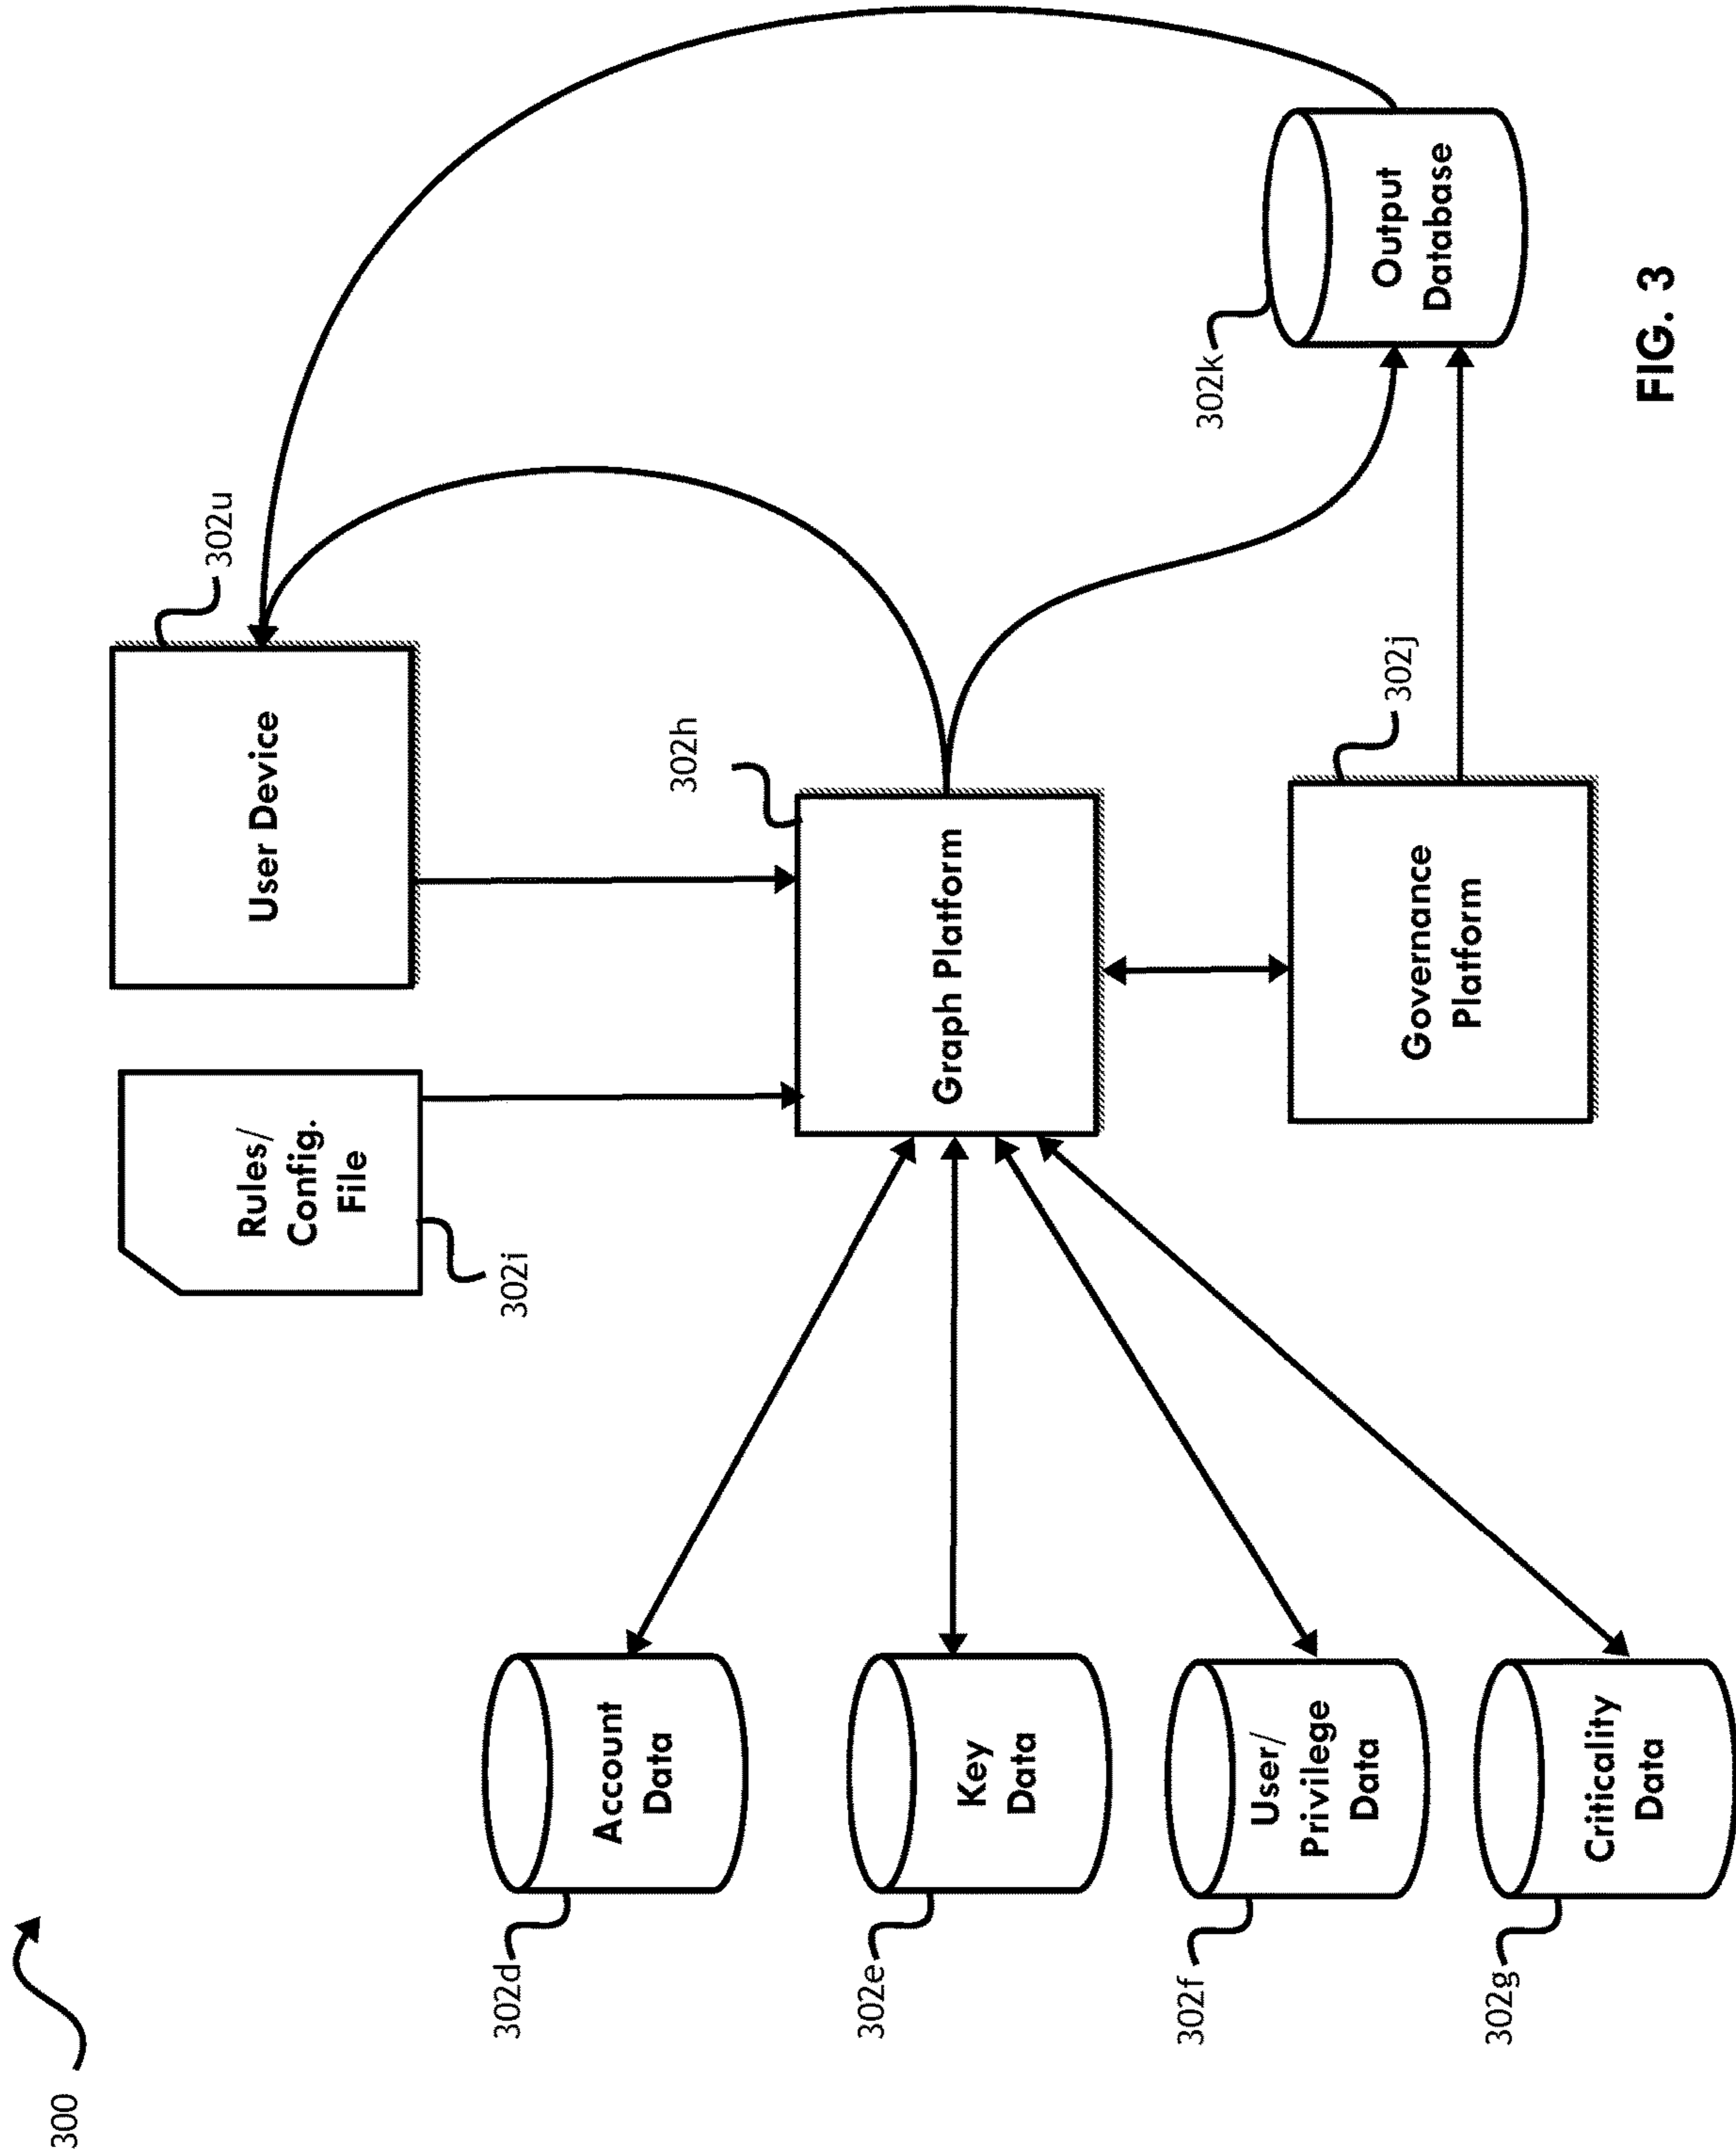 300
Rules/
Config.
File
302i
User Device
302u
302d
Account
Data
302h
Graph Platform
302e
Key
Data
302f
User/
Privilege
Data
302j
Governance
Platform
302k
Output
Database
302g
Criticality
Data
FIG. 3